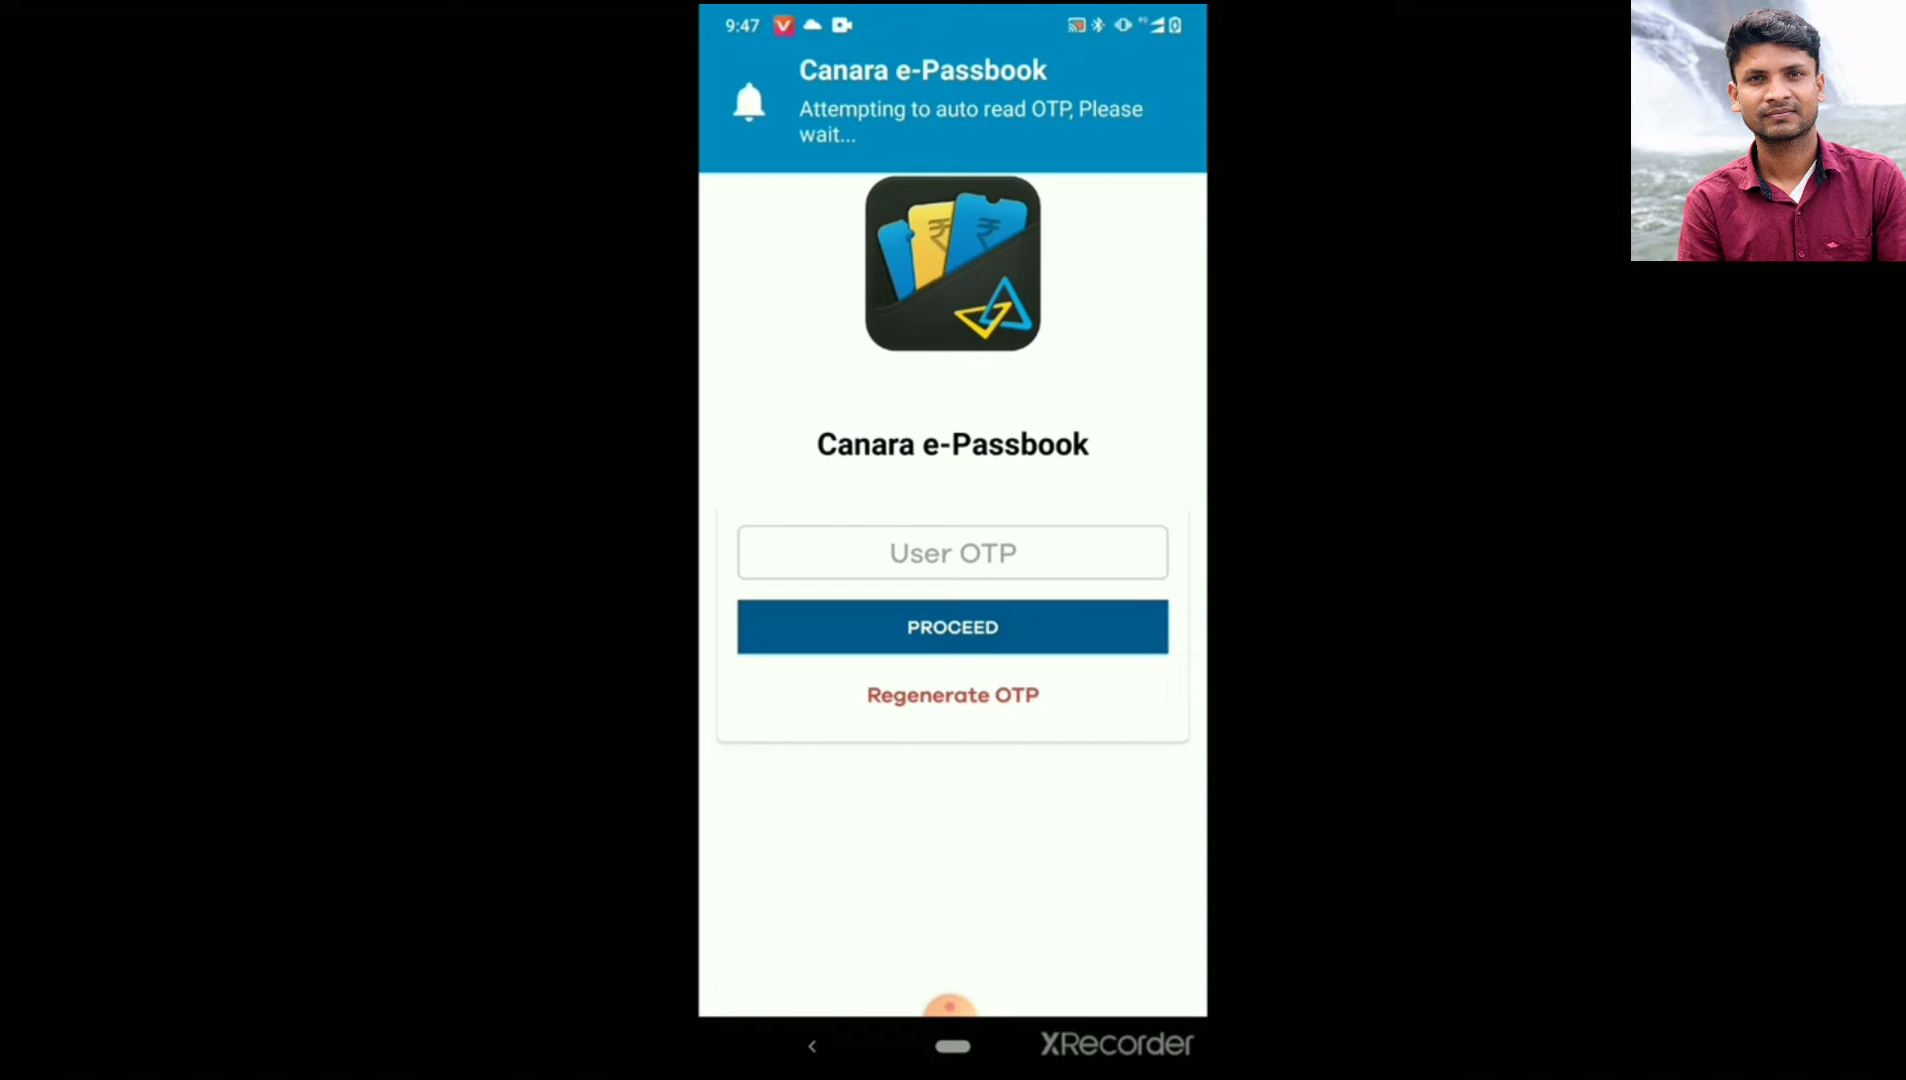 9:47
Canara e-Passbook
Attempting to auto read OTP, Please
wait...
Canara e-Passbook
User OTP
PROCEED
Regenerate OTP
XRecorder